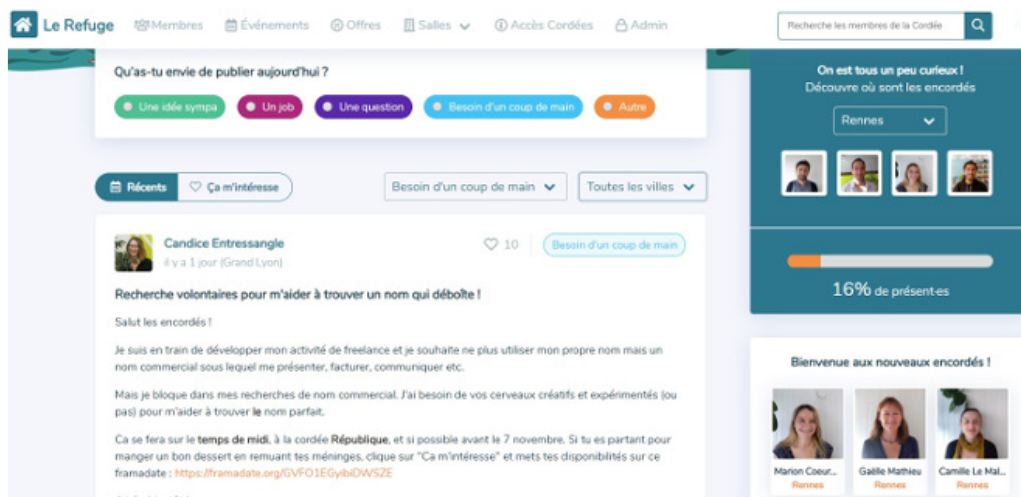 Le Refuge
Membres
Événements
Offres
Salles
Accès Cordées
Admin
Recherche les membres de la Cordée
Qu'as-tu envie de publier aujourd'hui ?
Une idée sympa
Un job
Une question
Besoin d'un coup de main
Autre
Récents
Ça m'intéresse
Besoin d'un coup de main
Toutes les villes
Candice Entressangle
il y a 1 jour (Grand Lyon)
10
Besoin d'un coup de main
Recherche volontaires pour m'aider à trouver un nom qui déboîte !
Salut les encordés !
Je suis en train de développer mon activité de freelance et je souhaite ne plus utiliser mon propre nom mais un
nom commercial sous lequel me présenter, facturer, communiquer etc.
Mais je bloque dans mes recherches de nom commercial. J'ai besoin de vos cerveaux créatifs et expérimentés (ou
pas) pour m'aider à trouver le nom parfait.
Ca se fera sur le temps de midi, à la cordée République, et si possible avant le 7 novembre. Si tu es partant pour
manger un bon dessert en remuant tes méninges, clique sur "Ca m'intéresse" et mets tes disponibilités sur ce
framadate : https://framadate.org/GVFO1EGyibiDWSZE
On est tous un peu curieux !
Découvre où sont les encordés
Rennes
16% de présent·es
Bienvenue aux nouveaux encordés !
Marion Coeur...
Rennes
Gaëlle Mathieu
Rennes
Camille Le Mal...
Rennes